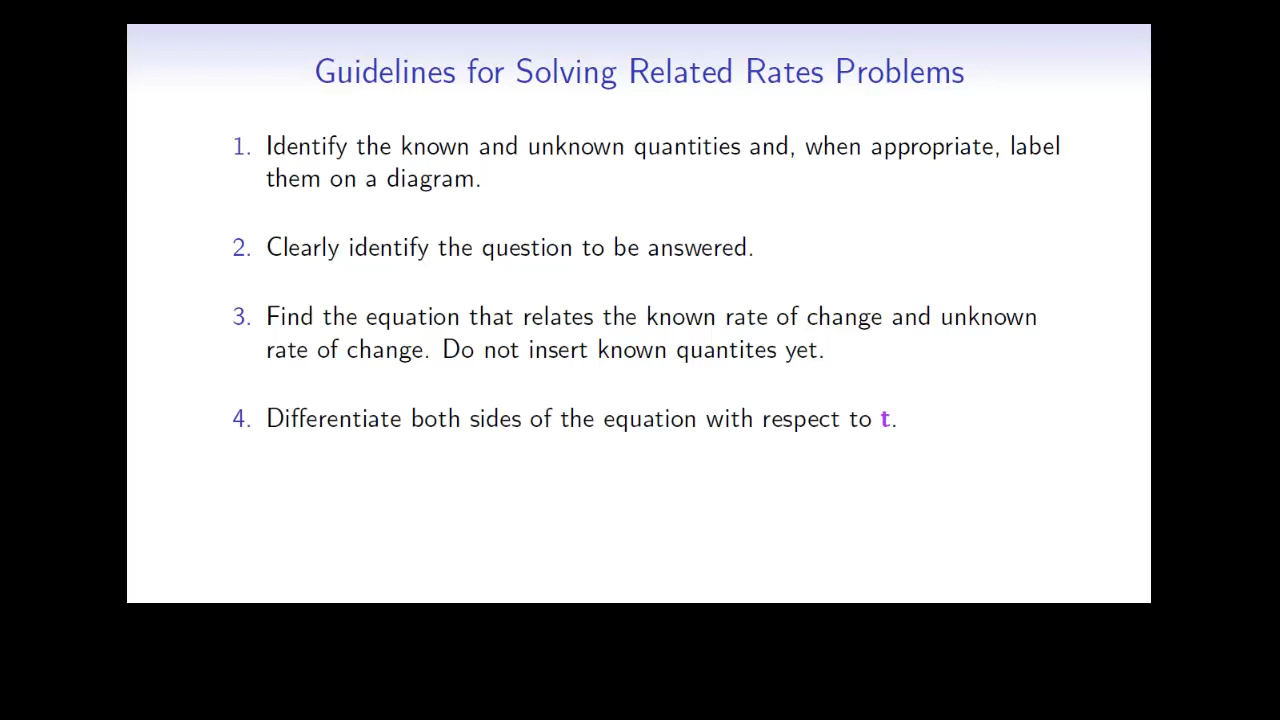 Guidelines for Solving Related Rates Problems
1. Identify the known and unknown quantities and, when appropriate, label
them on a diagram.
2. Clearly identify the question to be answered.
3. Find the equation that relates the known rate of change and unknown
rate of change. Do not insert known quantites yet.
4. Differentiate both sides of the equation with respect to t.